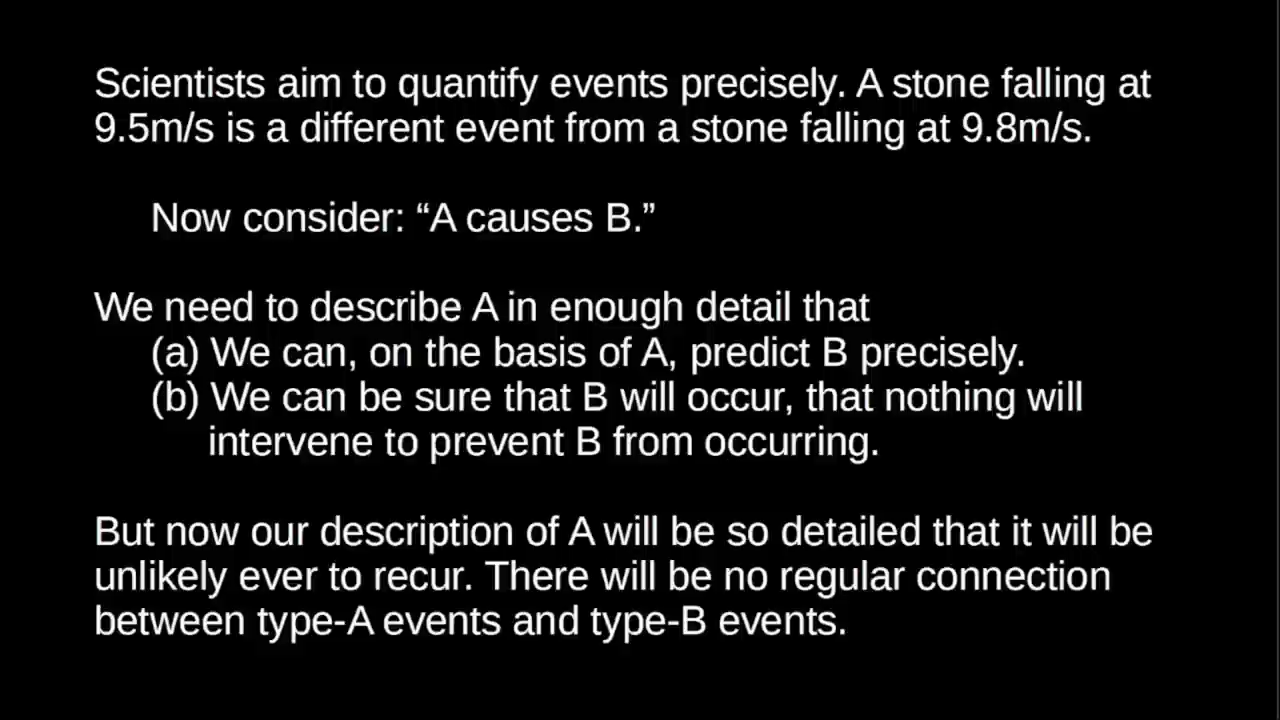 Scientists aim to quantify events precisely. A stone falling at
9.5m/s is a different event from a stone falling at 9.8m/s.
Now consider: “A causes B.”
We need to describe A in enough detail that
(a) We can, on the basis of A, predict B precisely.
(b) We can be sure that B will occur, that nothing will
intervene to prevent B from occurring.
But now our description of A will be so detailed that it will be
unlikely ever to recur. There will be no regular connection
between type-A events and type-B events.